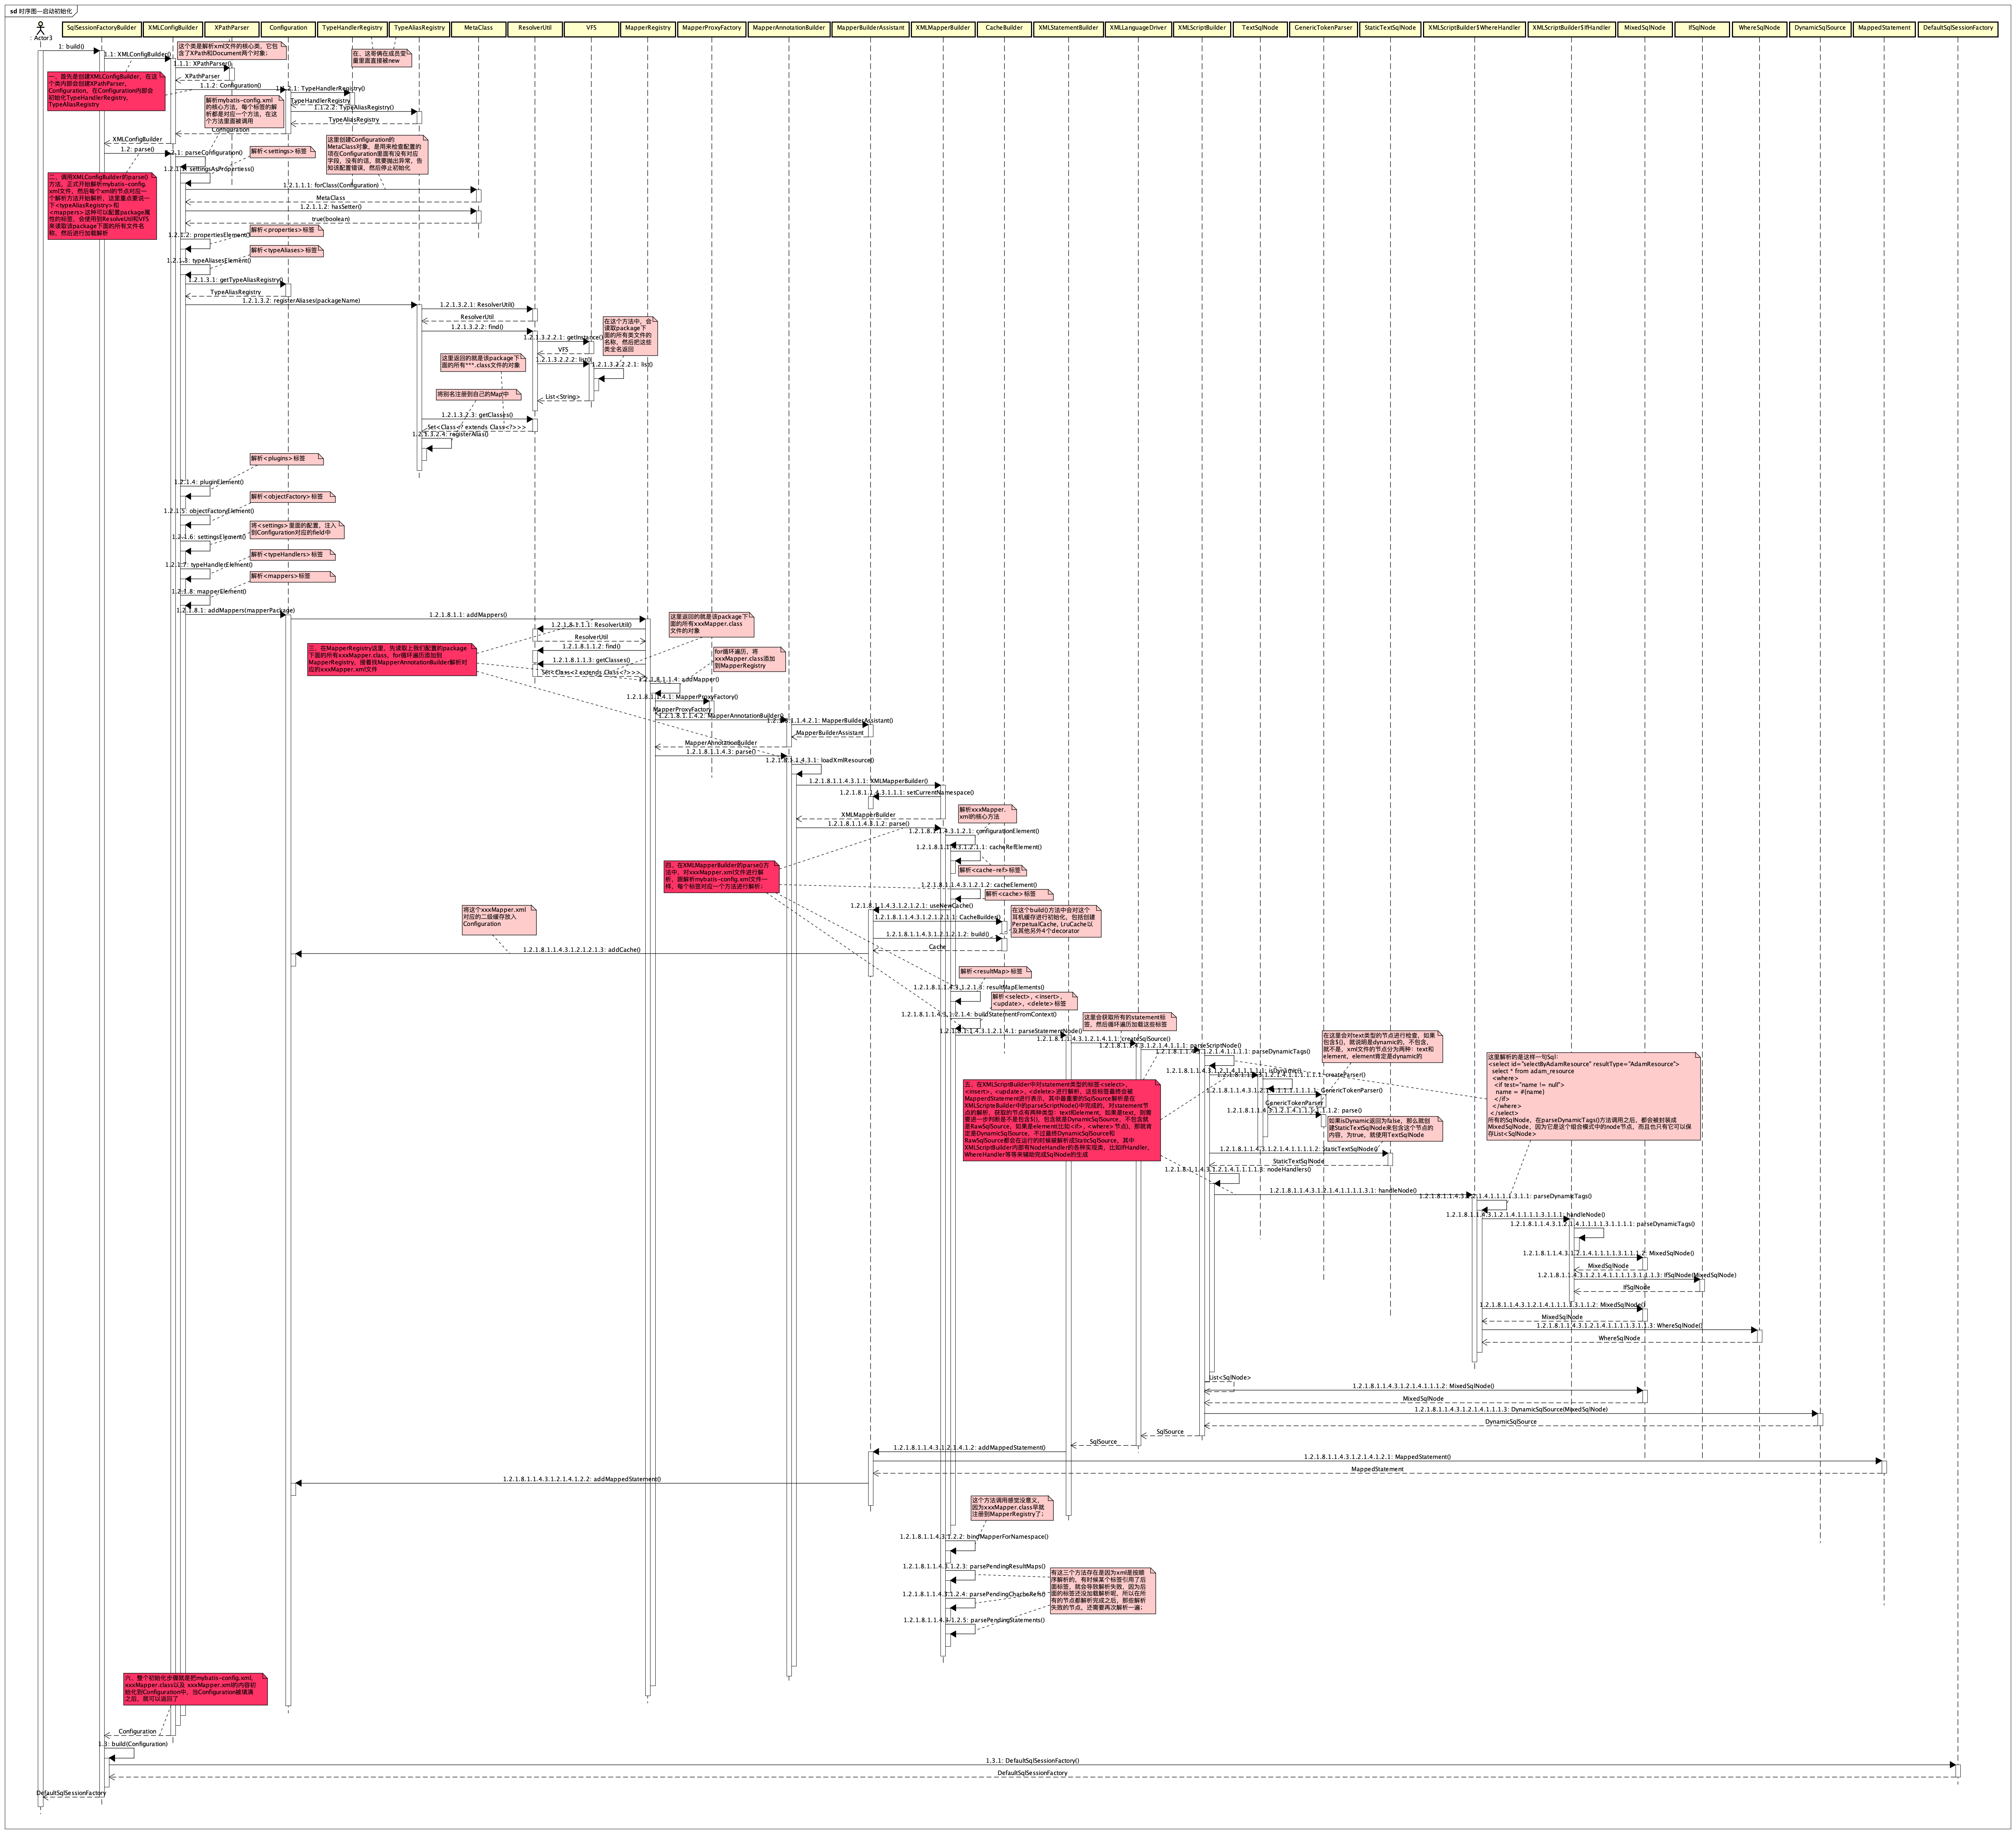 sd 时序图—启动初始化
: Actor3
SqlSessionFactoryBuilder
XMLConfigBuilder
XPathParser
Configuration
TypeHandlerRegistry
TypeAliasRegistry
MetaClass
ResolverUtil
VFS
MapperRegistry
MapperProxyFactory
MapperAnnotationBuilder
MapperBuilderAssistant
XMLMapperBuilder
CacheBuilder
XMLStatementBuilder
XMLLanguageDriver
XMLScriptBuilder
TextSqlNode
GenericTokenParser
StaticTextSqlNode
XMLScriptBuilder$WhereHandler
XMLScriptBuilder$IfHandler
MixedSqlNode
IfSqlNode
WhereSqlNode
DynamicSqlSource
MappedStatement
DefaultSqlSessionFactory
1: build()
1.1: XMLConfigBuilder()
这个类是解析xml文件的核心类，它包
含了XPath和Document两个对象；
在，这哥俩在成员变
量里面直接被new
1.1.1: XPathParser()
XPathParser
一、首先是创建XMLConfigBuilder，在这
个类内部会创建XPathParser,
Configuration，在Configuration内部会
初始化TypeHandlerRegistry,
TypeAliasRegistry
1.1.2: Configuration()
1.1.2.1: TypeHandlerRegistry()
TypeHandlerRegistry
解析mybatis-config.xml
的核心方法，每个标签的解
析都是对应一个方法，在这
个方法里面被调用
1.1.2.2: TypeAliasRegistry()
TypeAliasRegistry
Configuration
XMLConfigBuilder
1.2: parse()
1.2.1: parseConfiguration()
解析<settings>标签
这里创建Configuration的
MetaClass对象，是用来检查配置的
项在Configuration里面有没有对应
字段，没有的话，就要抛出异常，告
知该配置错误，然后停止初始化
二、调用XMLConfigBuilder的parse()
方法，正式开始解析mybatis-config.
xml文件，然后每个xml的节点对应一
个解析方法开始解析，这里重点要说一
下<typeAliasRegistry>和
<mappers>这种可以配置package属
性的标签，会使用到ResolveUtil和VFS
来读取该package下面的所有文件名
称，然后进行加载解析
1.2.1.1: settingsAsPropertiess()
1.2.1.1.1: forClass(Configuration)
MetaClass
1.2.1.1.2: hasSetter()
true(boolean)
解析<properties>标签
1.2.1.2: propertiesElement()
解析<typeAliases>标签
1.2.1.3: typeAliasesElement()
1.2.1.3.1: getTypeAliasRegistry()
TypeAliasRegistry
1.2.1.3.2: registerAliases(packageName)
1.2.1.3.2.1: ResolverUtil()
ResolverUtil
1.2.1.3.2.2: find()
在这个方法中，会
读取package下
面的所有类文件的
名称，然后把这些
类全名返回
1.2.1.3.2.2.1: getInstance()
VFS
1.2.1.3.2.2.2: list()
1.2.1.3.2.2.2.1: list()
这里返回的就是该package下
面的所有***.class文件的对象
List<String>
将别名注册到自己的Map中
1.2.1.3.2.3: getClasses()
Set<Class<? extends Class<?>>>
1.2.1.3.2.4: registerAlias()
解析<plugins>标签
1.2.1.4: pluginElement()
解析<objectFactory>标签
1.2.1.5: objectFactoryElement()
将<settings>里面的配置，注入
到Configuration对应的field中
1.2.1.6: settingsElement()
解析<typeHandlers>标签
1.2.1.7: typeHandlerElement()
解析<mappers>标签
1.2.1.8: mapperElement()
1.2.1.8.1: addMappers(mapperPackage)
1.2.1.8.1.1: addMappers()
1.2.1.8.1.1.1: ResolverUtil()
ResolverUtil
这里返回的就是该package下
面的所有xxxMapper.class
文件的对象
三、在MapperRegistry这里，先读取上我们配置的package
下面的所有xxxMapper.class，for循环遍历添加到
MapperRegistry，接着找MapperAnnotationBuilder解析对
应的xxxMapper.xml文件
1.2.1.8.1.1.2: find()
1.2.1.8.1.1.3: getClasses()
Set<Class<? extends Class<?>>>
for循环遍历，将
xxxMapper.class添加
到MapperRegistry
1.2.1.8.1.1.4: addMapper()
1.2.1.8.1.1.4.1: MapperProxyFactory()
MapperProxyFactory
1.2.1.8.1.1.4.2: MapperAnnotationBuilder()
1.2.1.8.1.1.4.2.1: MapperBuilderAssistant()
MapperBuilderAssistant
MapperAnnotationBuilder
1.2.1.8.1.1.4.3: parse()
1.2.1.8.1.1.4.3.1: loadXmlResource()
1.2.1.8.1.1.4.3.1.1: XMLMapperBuilder()
1.2.1.8.1.1.4.3.1.1.1: setCurrentNamespace()
XMLMapperBuilder
解析xxxMapper.
xml的核心方法
1.2.1.8.1.1.4.3.1.2: parse()
1.2.1.8.1.1.4.3.1.2.1: configurationElement()
1.2.1.8.1.1.4.3.1.2.1.1: cacheRefElement()
解析<cache-ref>标签
四、在XMLMapperBuilder的parse()方
法中，对xxxMapper.xml文件进行解
析，跟解析mybatis-config.xml文件一
样，每个标签对应一个方法进行解析；
1.2.1.8.1.1.4.3.1.2.1.2: cacheElement()
解析<cache>标签
1.2.1.8.1.1.4.3.1.2.1.2.1: useNewCache()
将这个xxxMapper.xml
对应的二级缓存放入
Configuration
在这个build()方法中会对这个
耳机缓存进行初始化，包括创建
PerpetualCache, LruCache以
及其他另外4个decorator
1.2.1.8.1.1.4.3.1.2.1.2.1.1: CacheBuilder()
1.2.1.8.1.1.4.3.1.2.1.2.1.2: build()
Cache
1.2.1.8.1.1.4.3.1.2.1.2.1.3: addCache()
解析<resultMap>标签
1.2.1.8.1.1.4.3.1.2.1.3: resultMapElements()
解析<select>, <insert>,
<update>, <delete>标签
1.2.1.8.1.1.4.3.1.2.1.4: buildStatementFromContext()
这里会获取所有的statement标
签，然后循环遍历加载这些标签
1.2.1.8.1.1.4.3.1.2.1.4.1: parseStatementNode()
1.2.1.8.1.1.4.3.1.2.1.4.1.1: createSqlSource()
1.2.1.8.1.1.4.3.1.2.1.4.1.1.1: parseScriptNode()
1.2.1.8.1.1.4.3.1.2.1.4.1.1.1.1: parseDynamicTags()
在这里会对text类型的节点进行检查，如果
包含${}，就说明是dynamic的，不包含，
就不是，xml文件的节点分为两种：text和
element，element肯定是dynamic的
这里解析的是这样一句Sql:
<select id="selectByAdamResource" resultType="AdamResource">
select * from adam_resource
<where>
<if test="name != null">
name = #{name}
</if>
</where>
</select>
所有的SqlNode，在parseDynamicTags()方法调用之后，都会被封装成
MixedSqlNode，因为它是这个组合模式中的node节点，而且也只有它可以保
存List<SqlNode>
五、在XMLScriptBuilder中对statement类型的标签<select>,
<insert>, <update>, <delete>进行解析，这些标签最终会被
MapperdStatement进行表示，其中最重要的SqlSource解析是在
XMLScripteBuilder中的parseScriptNode()中完成的，对statement节
点的解析，获取的节点有两种类型：text和element，如果是text，则需
要进一步判断是不是包含${}，包含就是DynamicSqlSource，不包含就
是RawSqlSource，如果是element(比如<if>, <where>节点)，那就肯
定是DynamicSqlSource，不过最终DynamicSqlSource和
RawSqlSource都会在运行的时候被解析成StaticSqlSource，其中
XMLScriptBuilder内部有NodeHandler的各种实现类，比如IfHandler,
WhereHandler等等来辅助完成SqlNode的生成
GenericTokenParser
如果isDynamic返回为false，那么就创
建StaticTextSqlNode来包含这个节点的
内容，为true，就使用TextSqlNode
1.2.1.8.1.1.4.3.1.2.1.4.1.1.1.1.2: StaticTextSqlNode()
StaticTextSqlNode
1.2.1.8.1.1.4.3.1.2.1.4.1.1.1.1.3: nodeHandlers()
1.2.1.8.1.1.4.3.1.2.1.4.1.1.1.1.3.1: handleNode()
1.2.1.8.1.1.4.3.1.2.1.4.1.1.1.1.3.1.1: parseDynamicTags()
1.2.1.8.1.1.4.3.1.2.1.4.1.1.1.1.3.1.1.1: handleNode()
1.2.1.8.1.1.4.3.1.2.1.4.1.1.1.1.3.1.1.1.1: parseDynamicTags()
1.2.1.8.1.1.4.3.1.2.1.4.1.1.1.1.3.1.1.1.2: MixedSqlNode()
MixedSqlNode
1.2.1.8.1.1.4.3.1.2.1.4.1.1.1.1.3.1.1.1.3: IfSqlNode(MixedSqlNode)
IfSqlNode
1.2.1.8.1.1.4.3.1.2.1.4.1.1.1.1.3.1.1.2: MixedSqlNode()
MixedSqlNode
1.2.1.8.1.1.4.3.1.2.1.4.1.1.1.1.3.1.1.3: WhereSqlNode()
WhereSqlNode
List<SqlNode>
1.2.1.8.1.1.4.3.1.2.1.4.1.1.1.2: MixedSqlNode()
MixedSqlNode
1.2.1.8.1.1.4.3.1.2.1.4.1.1.1.3: DynamicSqlSource(MixedSqlNode)
DynamicSqlSource
SqlSource
SqlSource
1.2.1.8.1.1.4.3.1.2.1.4.1.2: addMappedStatement()
1.2.1.8.1.1.4.3.1.2.1.4.1.2.1: MappedStatement()
MappedStatement
1.2.1.8.1.1.4.3.1.2.1.4.1.2.2: addMappedStatement()
这个方法调用感觉没意义，
因为xxxMapper.class早就
注册到MapperRegistry了；
1.2.1.8.1.1.4.3.1.2.2: bindMapperForNamespace()
1.2.1.8.1.1.4.3.1.2.3: parsePendingResultMaps()
有这三个方法存在是因为xml是按顺
序解析的，有时候某个标签引用了后
面标签，就会导致解析失败，因为后
面的标签还没加载解析呢，所以在所
有的节点都解析完成之后，那些解析
失败的节点，还需要再次解析一遍；
1.2.1.8.1.1.4.3.1.2.4: parsePendingChacheRefs()
1.2.1.8.1.1.4.3.1.2.5: parsePendingStatements()
六、整个初始化步骤就是把mybatis-config.xml,
xxxMapper.class以及 xxxMapper.xml的内容初
始化到Configuration中，当Configuration被填满
之后，就可以返回了
Configuration
1.3: build(Configuration)
1.3.1: DefaultSqlSessionFactory()
DefaultSqlSessionFactory
DefaultSqlSessionFactory